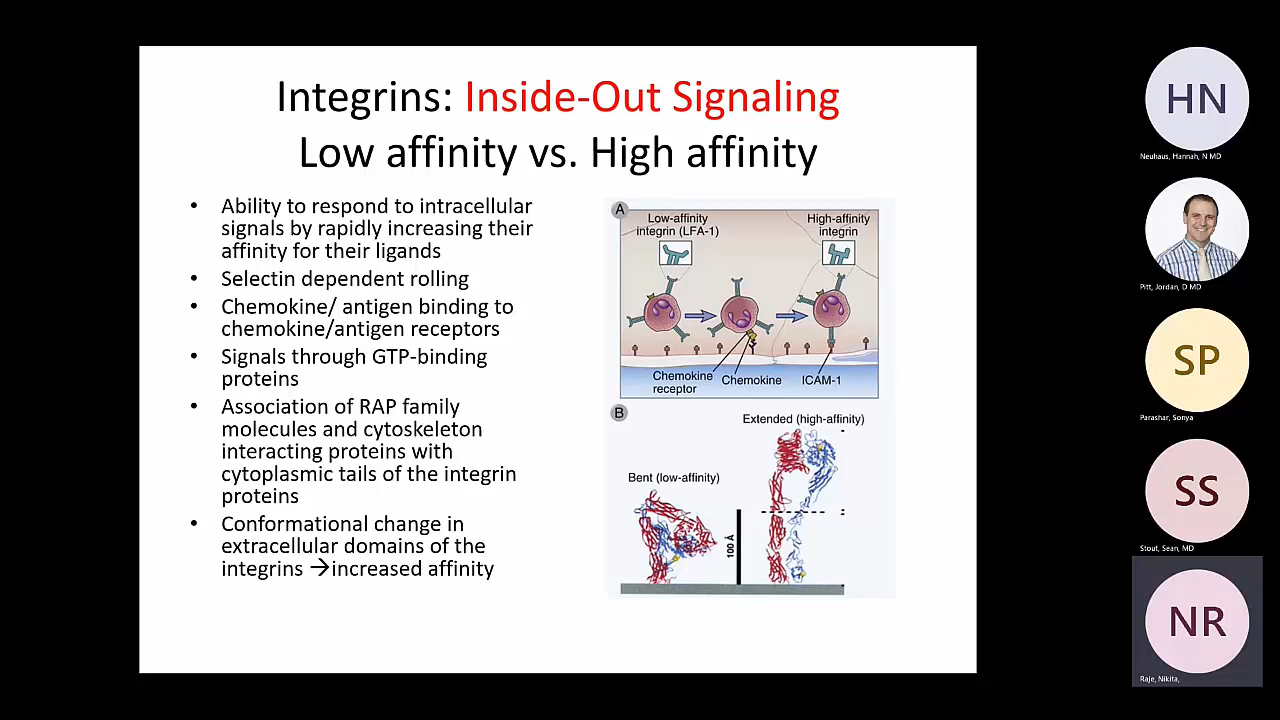 Integrins: Inside-Out Signaling
Low affinity vs. High affinity
• Ability to respond to intracellular
signals by rapidly increasing their
affinity for their ligands
• Selectin dependent rolling
• Chemokine/ antigen binding to
chemokine/antigen receptors
• Signals through GTP-binding
proteins
• Association of RAP family
molecules and cytoskeleton
interacting proteins with
cytoplasmic tails of the integrin
proteins
• Conformational change in
extracellular domains of the
integrins →increased affinity
A
Low-affinity
integrin (LFA-1)
High-affinity
integrin
Chemokine
receptor
Chemokine
ICAM-1
B
Extended (high-affinity)
Bent (low-affinity)
100 Å
HN
Neuhaus, Hannah, N MD
Pitt, Jordan, D MD
SP
Parashar, Sonya
SS
Stout, Sean, MD
NR
Raje, Nikita,